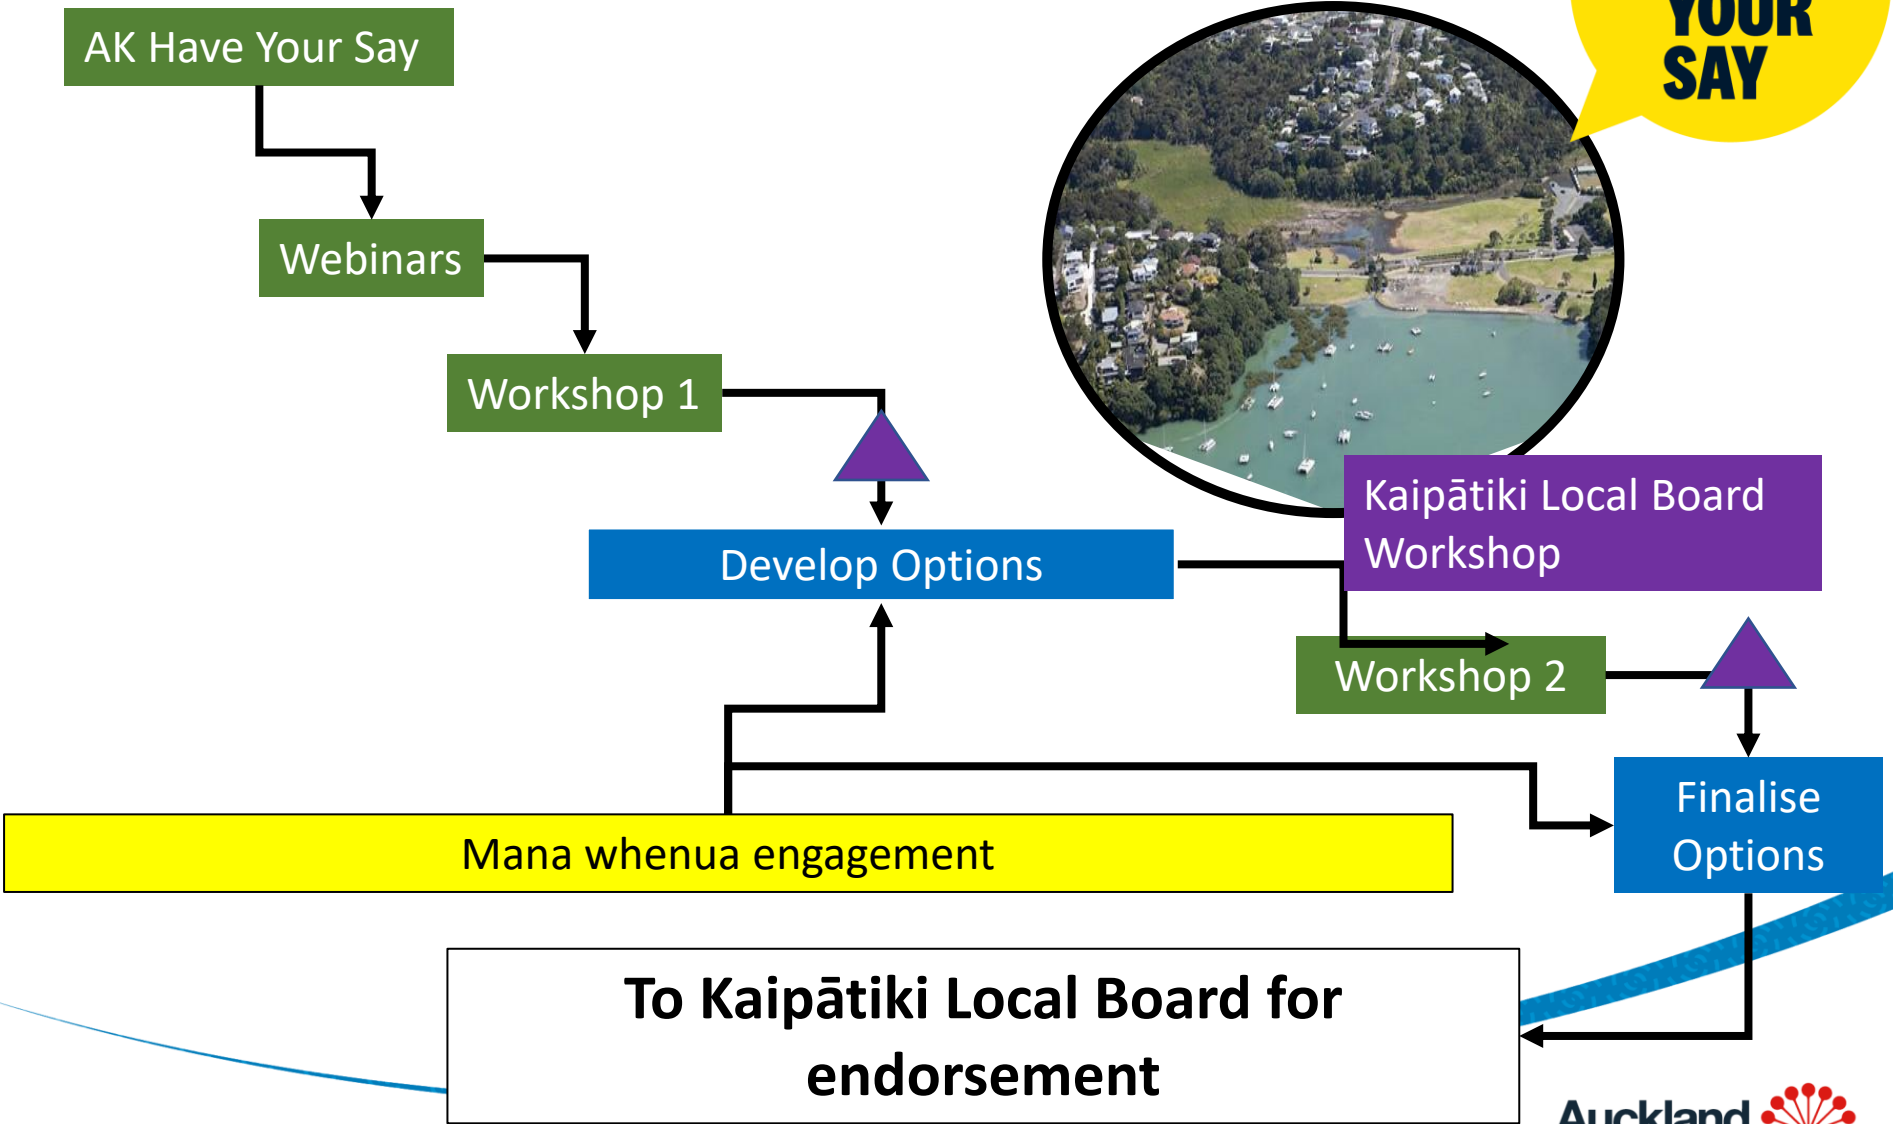 YOUR
SAY
AK Have Your Say
Webinars
Workshop 1
Kaipātiki Local Board
Workshop
Develop Options
Workshop 2
Finalise
Options
Mana whenua engagement
To Kaipātiki Local Board for
endorsement
Auckland